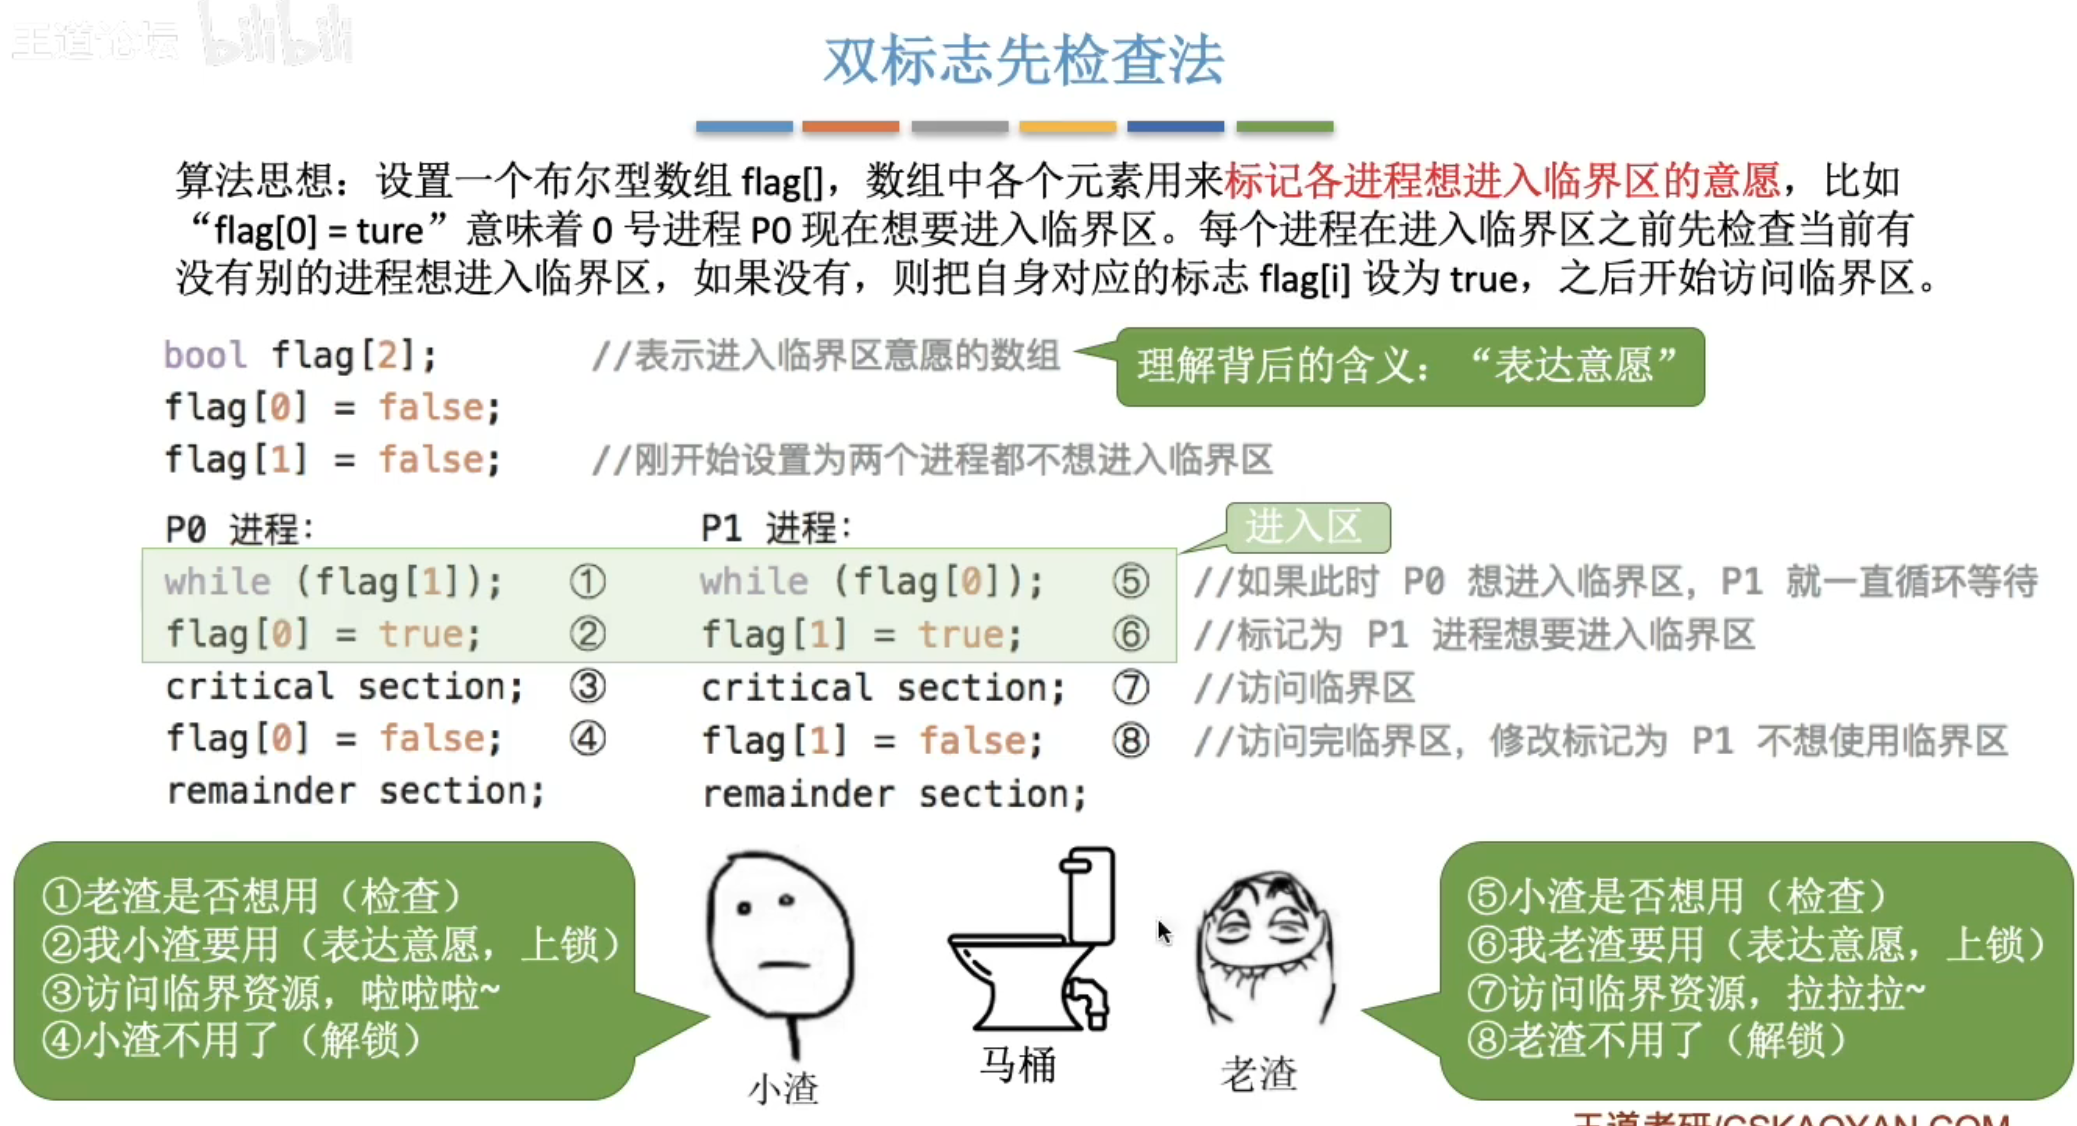 王道论坛 bilibili
双标志先检查法
算法思想：设置一个布尔型数组 flag[]，数组中各个元素用来标记各进程想进入临界区的意愿，比如
“flag[0] = ture”意味着 0 号进程 P0 现在想要进入临界区。每个进程在进入临界区之前先检查当前有
没有别的进程想进入临界区，如果没有，则把自身对应的标志 flag[i] 设为 true，之后开始访问临界区。
bool flag[2]; //表示进入临界区意愿的数组
理解背后的含义：“表达意愿”
flag[0] = false;
flag[1] = false; //刚开始设置为两个进程都不想进入临界区
P0 进程： P1 进程：
进入区
while (flag[1]); ① while (flag[0]); ⑤ //如果此时 P0 想进入临界区，P1 就一直循环等待
flag[0] = true; ② flag[1] = true; ⑥ //标记为 P1 进程想要进入临界区
critical section; ③ critical section; ⑦ //访问临界区
flag[0] = false; ④ flag[1] = false; ⑧ //访问完临界区，修改标记为 P1 不想使用临界区
remainder section; remainder section;
①老渣是否想用（检查）
②我小渣要用（表达意愿，上锁）
③访问临界资源，啦啦啦~
④小渣不用了（解锁）
小渣
马桶
老渣
⑤小渣是否想用（检查）
⑥我老渣要用（表达意愿，上锁）
⑦访问临界资源，拉拉拉~
⑧老渣不用了（解锁）
王道考研/CSKAOYAN.COM